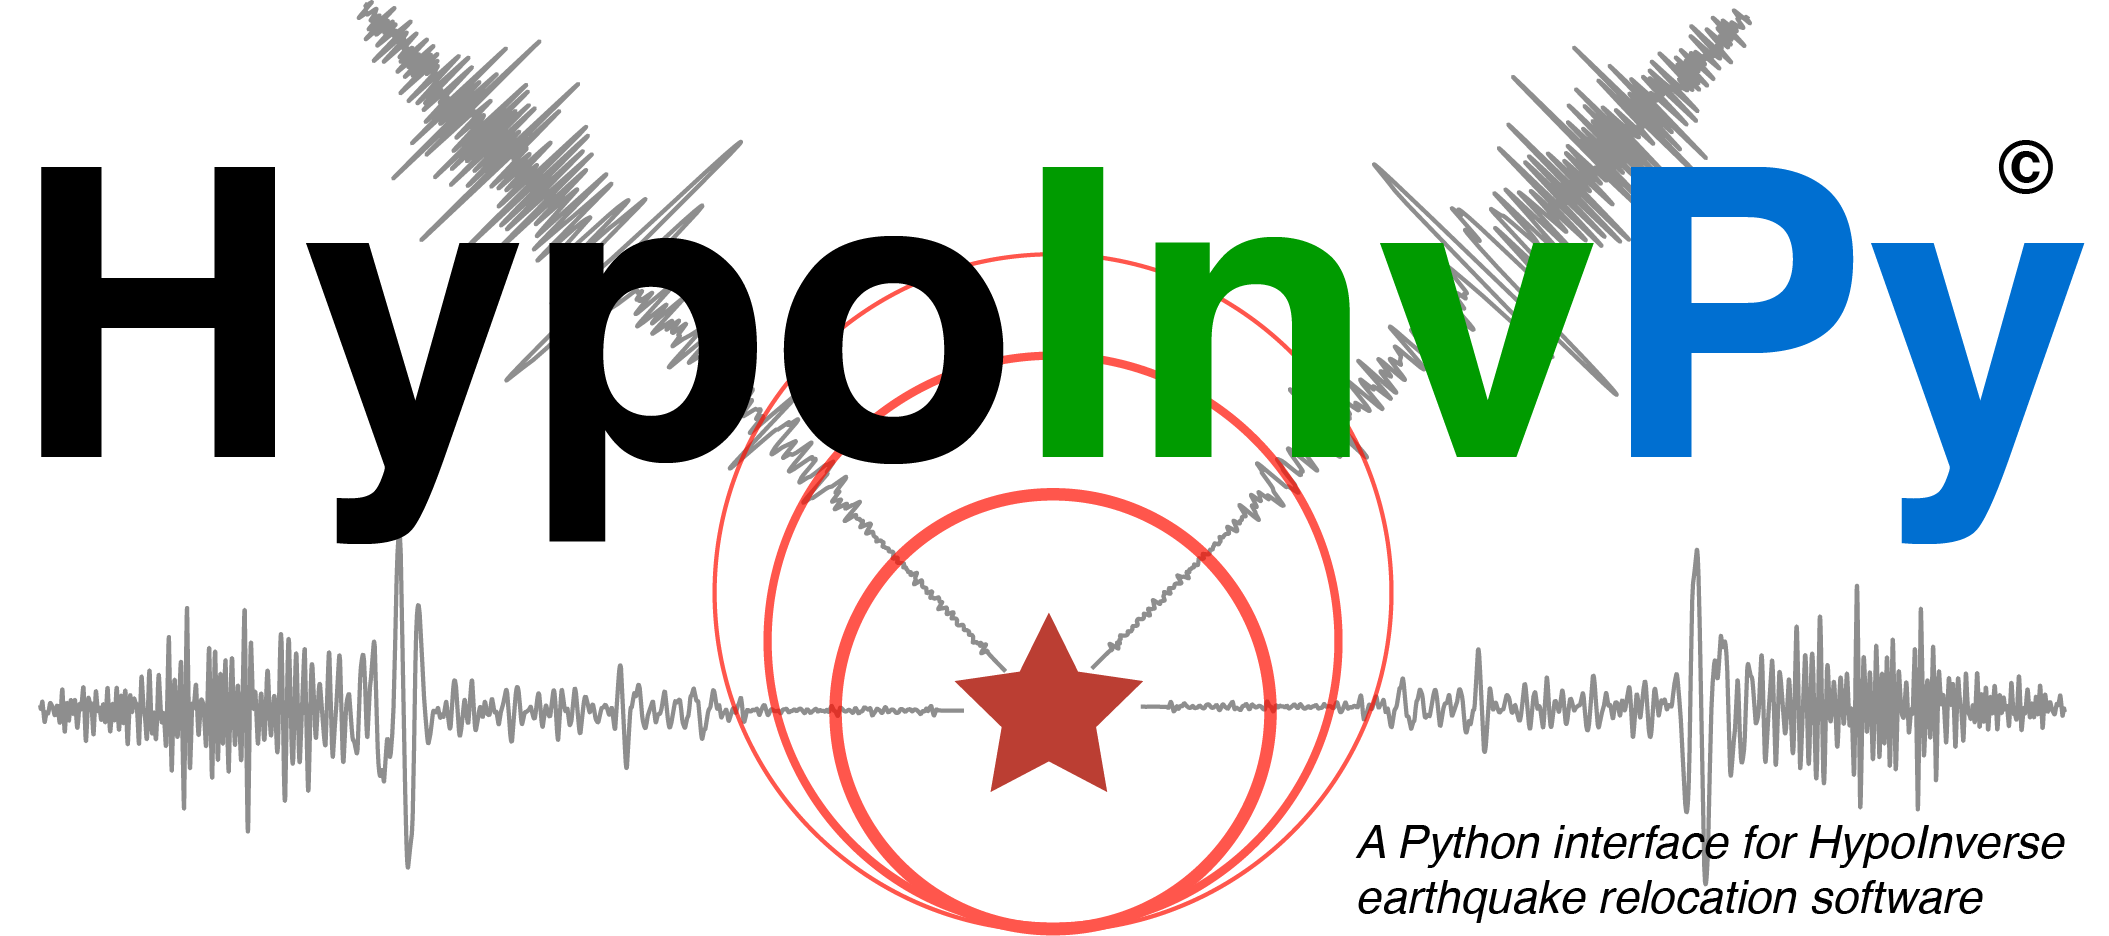 HypoInvPy ©
A Python interface for HypoInverse
earthquake relocation software